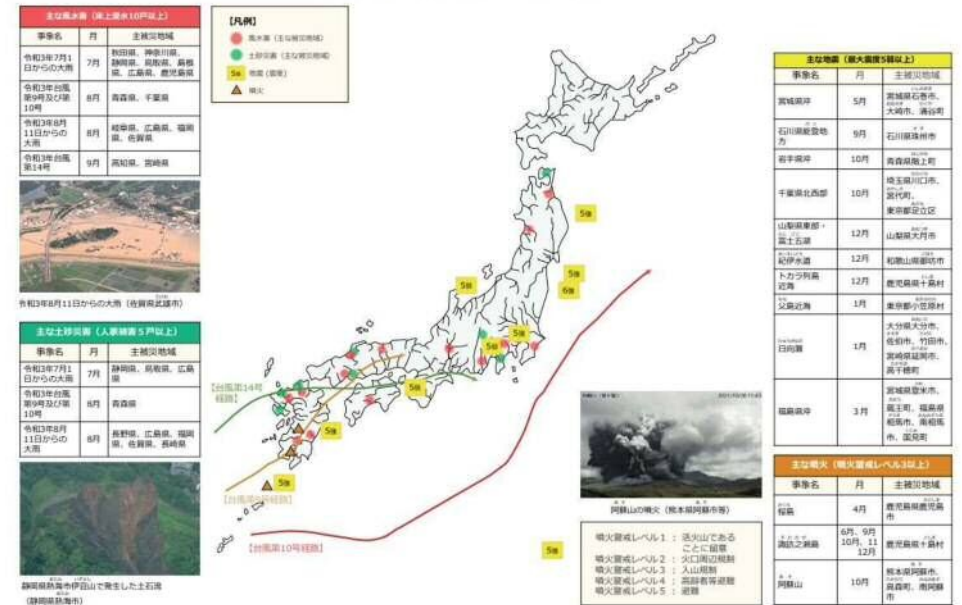 主な風水害（床上浸水10戸以上）
事象名 月 主被災地域
令和3年7月1
日からの大雨
7月
秋田県、神奈川県、
静岡県、鳥取県、島根
県、広島県、鹿児島県
令和3年台風
第9号及び第
10号
8月
青森県、千葉県
令和3年8月
11日からの
大雨
8月
岐阜県、広島県、福岡
県、佐賀県
令和3年台風
第14号
9月
高知県、宮崎県
令和3年8月11日からの大雨（佐賀県武雄市）
主な土砂災害（人家被害５戸以上）
事象名 月 主被災地域
令和3年7月1
日からの大雨
7月
静岡県、鳥取県、広島
県
令和3年台風
第9号及び第
10号
8月
青森県
令和3年8月
11日からの
大雨
8月
長野県、広島県、福岡
県、佐賀県、長崎県
静岡県熱海市伊豆山で発生した土石流
（静岡県熱海市）
【凡例】
風水害（主な被災地域）
土砂災害（主な被災地域）
5強 地震（震度）
噴火
5強
5強
6強
5弱
5強
5弱
5弱
5強
5強
5強
【台風第14号
経路】
【台風第9号経路】
【台風第10号経路】
阿蘇山の噴火（熊本県阿蘇市等）
噴火警戒レベル１：活火山である
ことに留意
噴火警戒レベル２：火口周辺規制
噴火警戒レベル３：入山規制
噴火警戒レベル４：高齢者等避難
噴火警戒レベル５：避難
主な地震（最大震度5弱以上）
事象名 月 主被災地域
宮城県沖
5月
宮城県石巻市、
大崎市、涌谷町
石川県能登地
方
9月
石川県珠洲市
岩手県沖
10月
青森県階上町
千葉県北西部
10月
埼玉県川口市、
宮代町、
東京都足立区
山梨県東部・
富士五湖
12月
山梨県大月市
紀伊水道
12月
和歌山県御坊市
トカラ列島
近海
12月
鹿児島県十島村
父島近海
1月
東京都小笠原村
日向灘
1月
大分県大分市、
佐伯市、竹田市、
宮崎県延岡市、
高千穂町
福島県沖
3月
宮城県登米市、
蔵王町、福島県
相馬市、南相馬
市、国見町
主な噴火（噴火警戒レベル3以上）
事象名 月 主被災地域
桜島
4月
鹿児島県鹿児島
市
諏訪之瀬島
6月、9月
10月、11
12月
鹿児島県十島村
阿蘇山
10月
熊本県阿蘇市、
高森町、南阿蘇
市